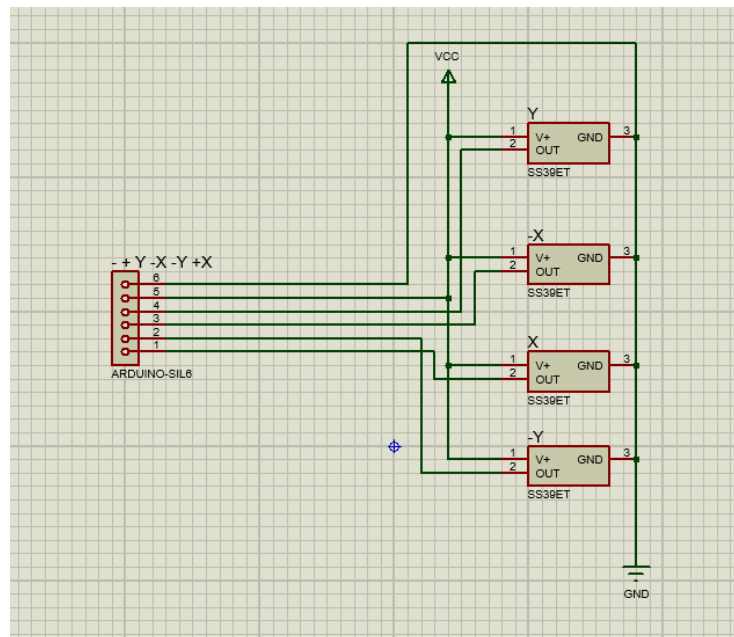 VCC
Y
1 V+ GND 3
2 OUT
SS39ET
-X
1 V+ GND 3
2 OUT
SS39ET
- + Y -X -Y +X
6
5
4
3
2
1
ARDUINO-SIL6
X
1 V+ GND 3
2 OUT
SS39ET
-Y
1 V+ GND 3
2 OUT
SS39ET
GND